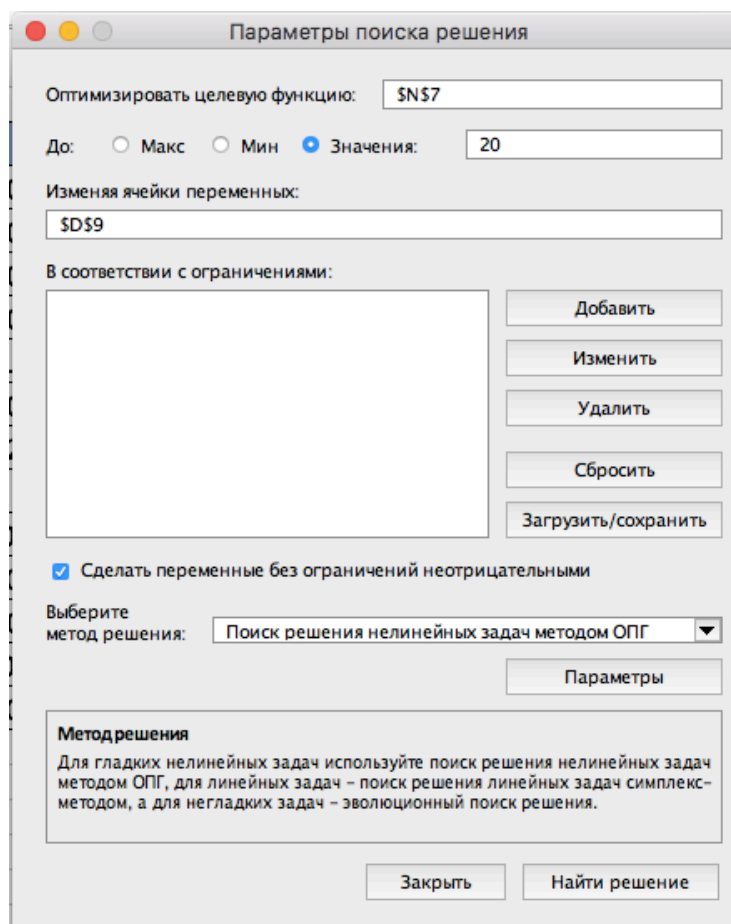 Параметры поиска решения
Оптимизировать целевую функцию: $N$7
До: Макс Мин Значения: 20
Изменяя ячейки переменных:
$D$9
В соответствии с ограничениями:
Добавить
Изменить
Удалить
Сбросить
Загрузить/сохранить
Сделать переменные без ограничений неотрицательными
Выберите
метод решения: Поиск решения нелинейных задач методом ОПГ
Параметры
Метод решения
Для гладких нелинейных задач используйте поиск решения нелинейных задач
методом ОПГ, для линейных задач – поиск решения линейных задач симплекс-
методом, а для негладких задач – эволюционный поиск решения.
Закрыть Найти решение